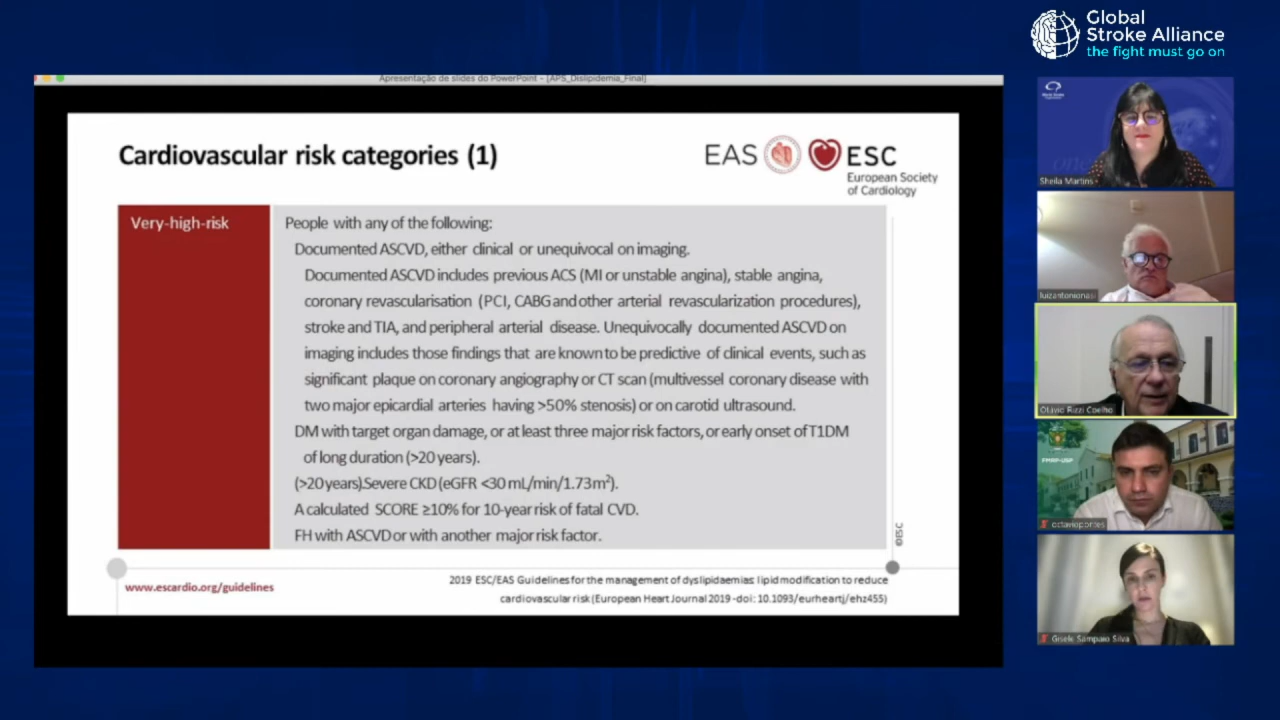 Global
Stroke Alliance
the fight must go on
Apresentação de slides do PowerPoint - [APS_Dislipidemia_Final]
Cardiovascular risk categories (1)
EAS
ESC
European Society
of Cardiology
Very-high-risk
People with any of the following:
Documented ASCVD, either clinical or unequivocal on imaging.
Documented ASCVD includes previous ACS (MI or unstable angina), stable angina,
coronary revascularisation (PCI, CABG and other arterial revascularization procedures),
stroke and TIA, and peripheral arterial disease. Unequivocally documented ASCVD on
imaging includes those findings that are known to be predictive of clinical events, such as
significant plaque on coronary angiography or CT scan (multivessel coronary disease with
two major epicardial arteries having >50% stenosis) or on carotid ultrasound.
DM with target organ damage, or at least three major risk factors, or early onset of T1DM
of long duration (>20 years).
(>20 years).Severe CKD (eGFR <30 mL/min/1.73m²).
A calculated SCORE ≥10% for 10-year risk of fatal CVD.
FH with ASCVD or with another major risk factor.
©ESC
www.escardio.org/guidelines
2019 ESC/EAS Guidelines for the management of dyslipidaemias: lipid modification to reduce
cardiovascular risk (European Heart Journal 2019 -doi: 10.1093/eurheartj/ehz455)
Sheila Martins
luizantonionasi
Otávio Rizzi Coelho
FMRP-USP
octaviopontes
Gisele Sampaio Silva